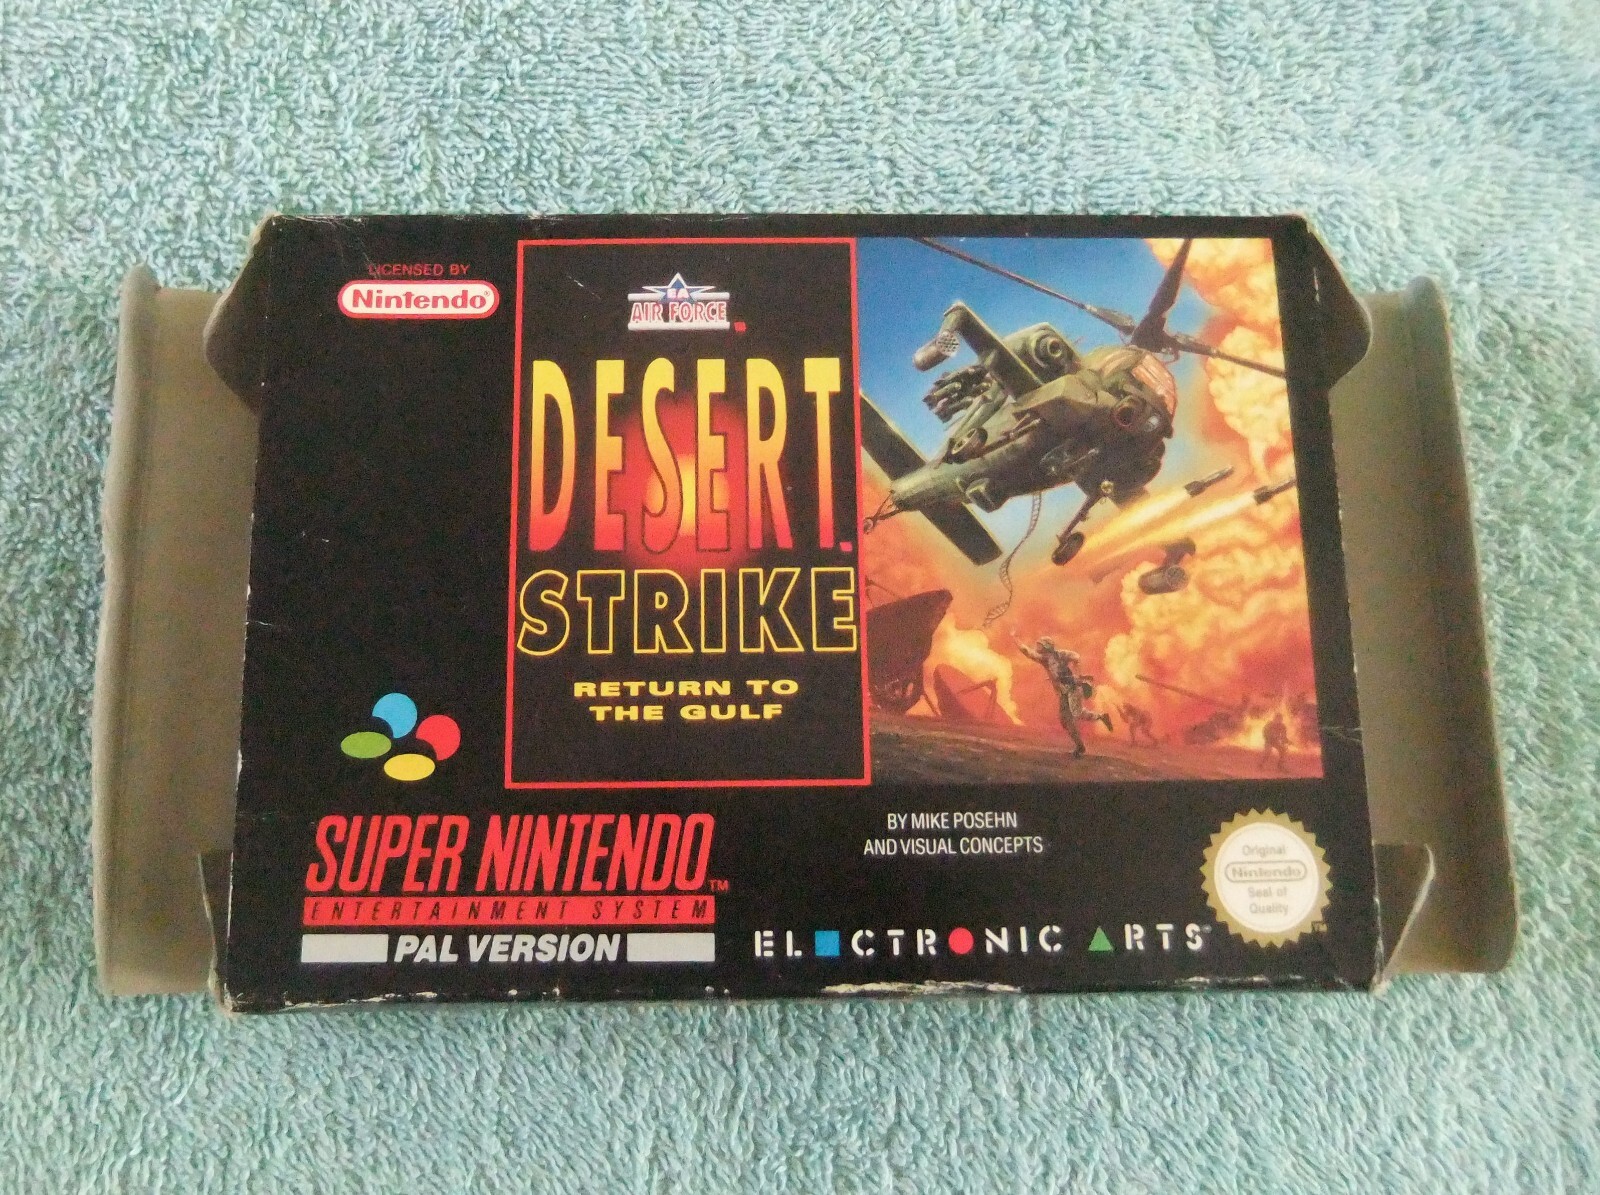 LICENSED BY
Nintendo®
EA
AIR FORCE
DESERT
STRIKE
RETURN TO
THE GULF
SUPER NINTENDO™
ENTERTAINMENT SYSTEM
PAL VERSION
BY MIKE POSEHN
AND VISUAL CONCEPTS
ELECTRONIC ARTS
Original
Nintendo
Seal of
Quality